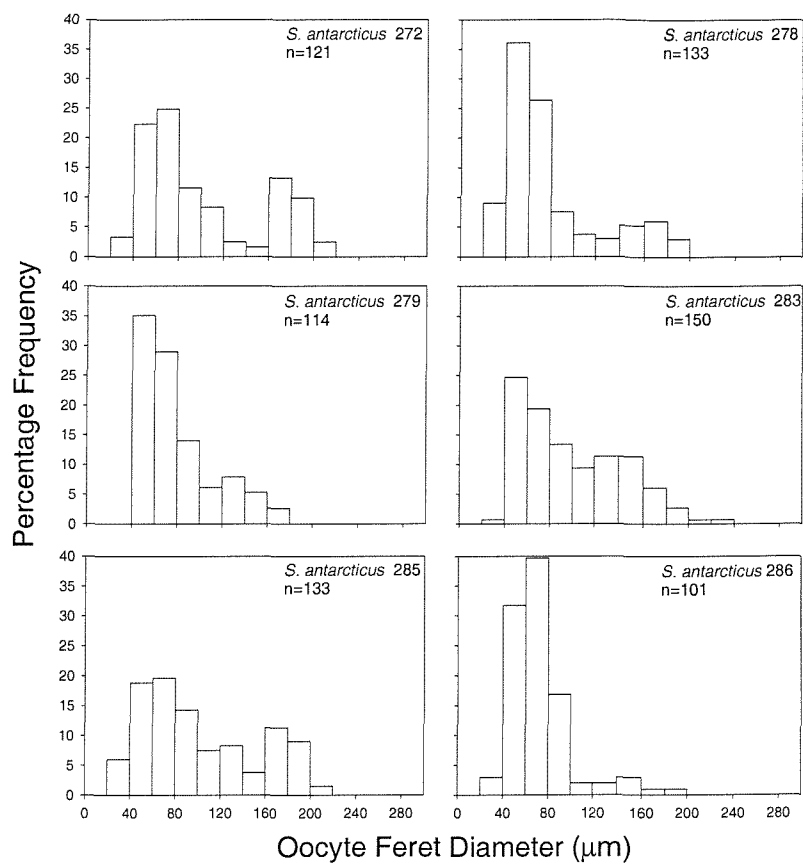 S. antarcticus 272
n=121
S. antarcticus 278
n=133
40
35
30
25
20
15
10
5
0
S. antarcticus 279
n=114
S. antarcticus 283
n=150
40
35
30
25
20
15
10
5
0
S. antarcticus 285
n=133
S. antarcticus 286
n=101
40
35
30
25
20
15
10
5
0
0 40 80 120 160 200 240 280
0 40 80 120 160 200 240 280
Percentage Frequency
Oocyte Feret Diameter (μm)